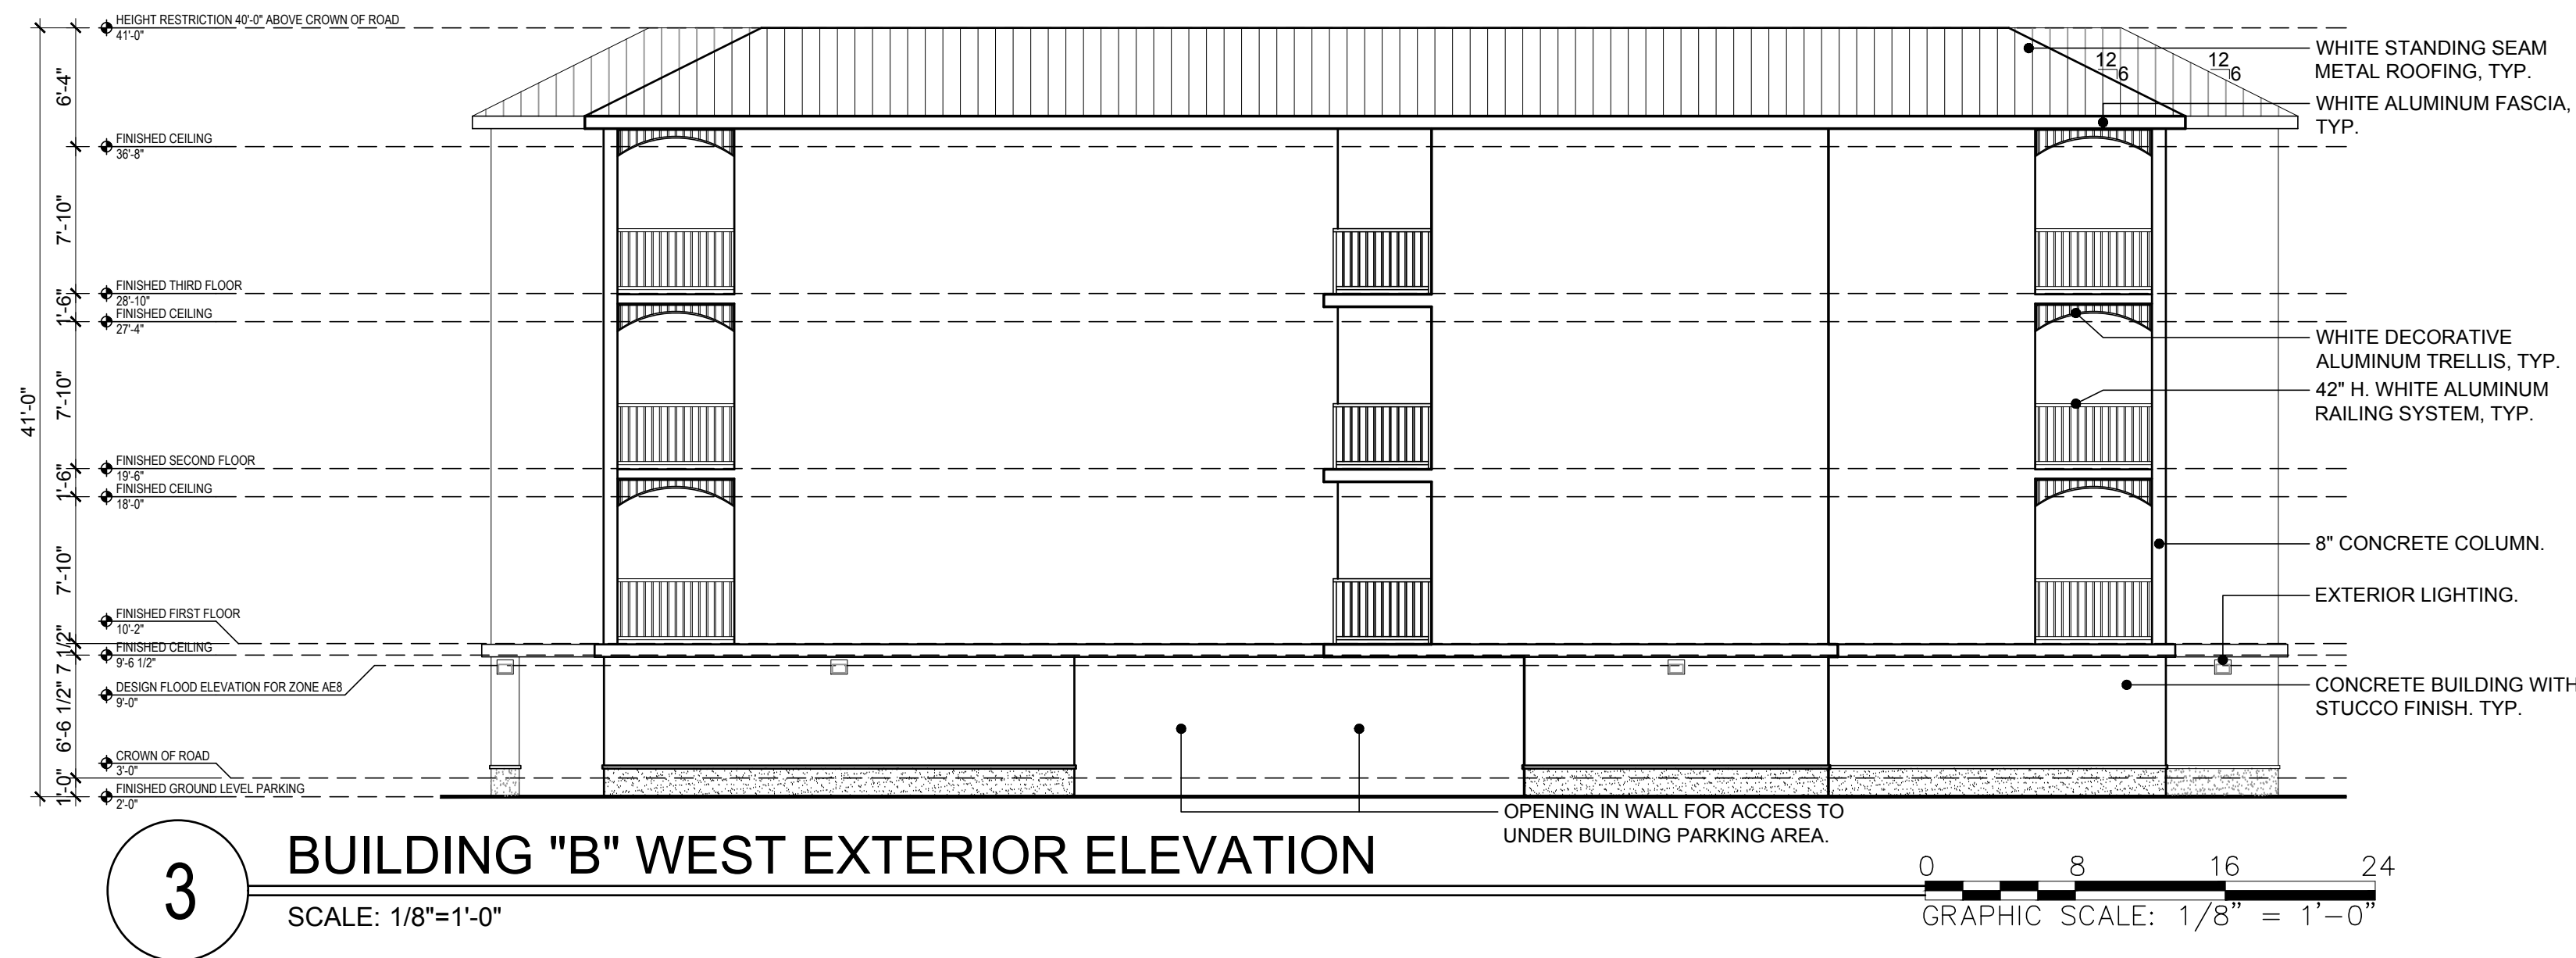 HEIGHT RESTRICTION 40'-0" ABOVE CROWN OF ROAD
41'-0"
6'-4"
FINISHED CEILING
36'-8"
7'-10"
FINISHED THIRD FLOOR
28'-10"
1'-6"
FINISHED CEILING
27'-4"
41'-0"
7'-10"
FINISHED SECOND FLOOR
19'-6"
1'-6"
FINISHED CEILING
18'-0"
7'-10"
FINISHED FIRST FLOOR
10'-2"
7 1/2"
FINISHED CEILING
9'-6 1/2"
6'-6 1/2"
DESIGN FLOOD ELEVATION FOR ZONE AE8
9'-0"
CROWN OF ROAD
3'-0"
1'-0"
FINISHED GROUND LEVEL PARKING
2'-0"
12
6
12
6
WHITE STANDING SEAM
METAL ROOFING, TYP.
WHITE ALUMINUM FASCIA,
TYP.
WHITE DECORATIVE
ALUMINUM TRELLIS, TYP.
42" H. WHITE ALUMINUM
RAILING SYSTEM, TYP.
8" CONCRETE COLUMN.
EXTERIOR LIGHTING.
CONCRETE BUILDING WITH
STUCCO FINISH. TYP.
OPENING IN WALL FOR ACCESS TO
UNDER BUILDING PARKING AREA.
3
BUILDING "B" WEST EXTERIOR ELEVATION
SCALE: 1/8"=1'-0"
0 8 16 24
GRAPHIC SCALE: 1/8" = 1'-0"